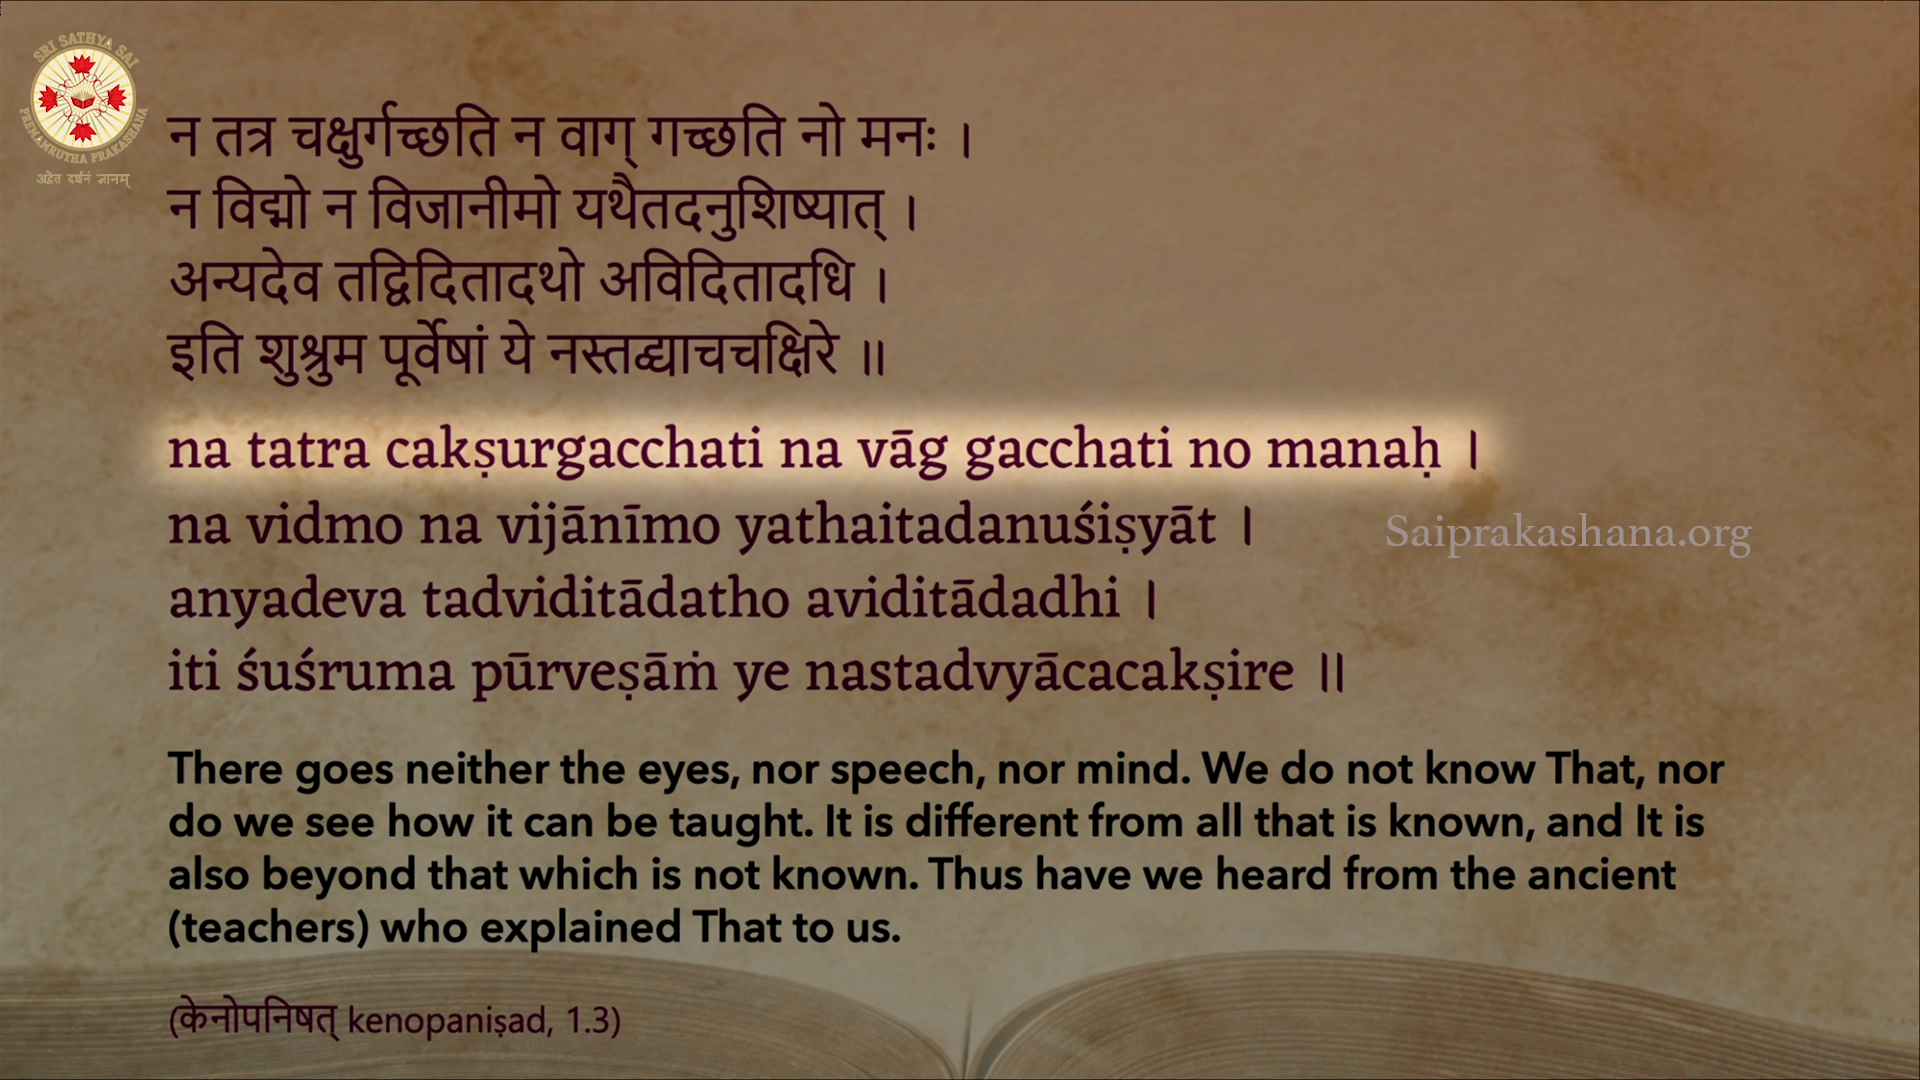 SRI SATHYA SAI
PREMAMRUTHA PRAKASHANA
अद्वैत दर्शनं ज्ञानम्
न तत्र चक्षुर्गच्छति न वाग् गच्छति नो मनः ।
न विद्मो न विजानीमो यथैतदनुशिष्यात् ।
अन्यदेव तद्विदितादथो अविदितादधि ।
इति शुश्रुम पूर्वेषां ये नस्तद्व्याचचक्षिरे ॥
na tatra cakṣurgacchati na vāg gacchati no manaḥ ।
na vidmo na vijānīmo yathaitadanuśiṣyāt ।
Saiprakashana.org
anyadeva tadviditādatho aviditādadhi ।
iti śuśruma pūrveṣāṁ ye nastadvyācacakṣire ॥
There goes neither the eyes, nor speech, nor mind. We do not know That, nor
do we see how it can be taught. It is different from all that is known, and It is
also beyond that which is not known. Thus have we heard from the ancient
(teachers) who explained That to us.
(केनोपनिषत् kenopaniṣad, 1.3)